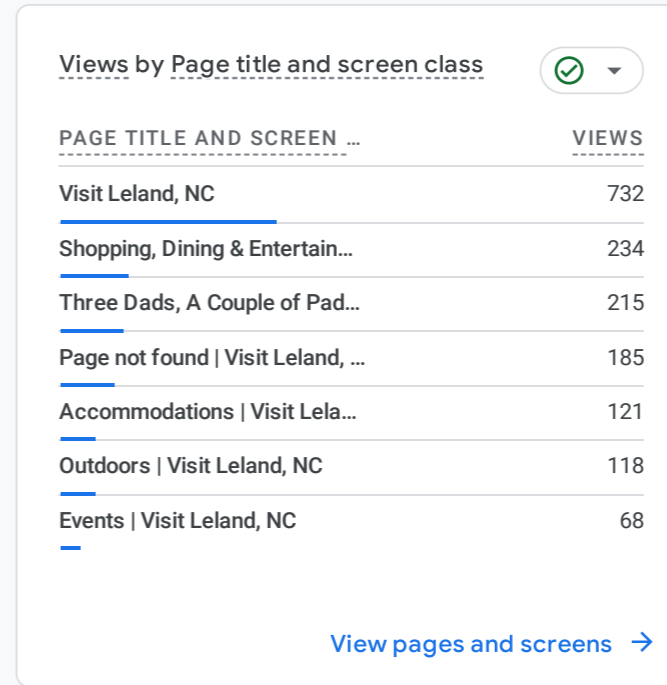 Views by Page title and screen class
PAGE TITLE AND SCREEN ... VIEWS
Visit Leland, NC 732
Shopping, Dining & Entertain... 234
Three Dads, A Couple of Pad... 215
Page not found | Visit Leland, ... 185
Accommodations | Visit Lela... 121
Outdoors | Visit Leland, NC 118
Events | Visit Leland, NC 68
View pages and screens